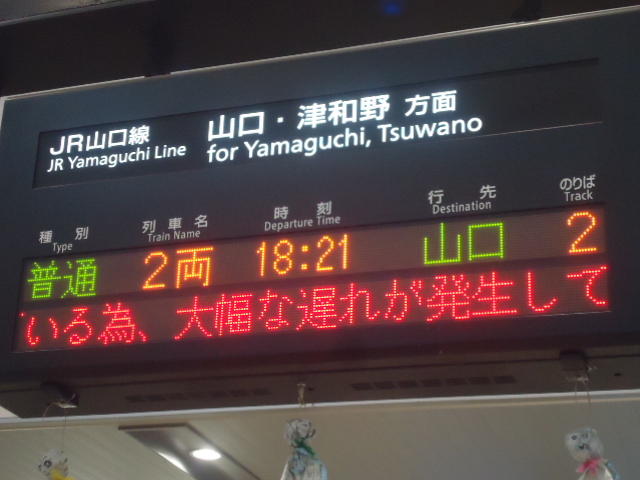 JR山口線 山口・津和野 方面
JR Yamaguchi Line for Yamaguchi, Tsuwano
種別 列車名 時刻 行先 のりば
Type Train Name Departure Time Destination Track
普通 2両 18:21 山口 2
いる為、大幅な遅れが発生して